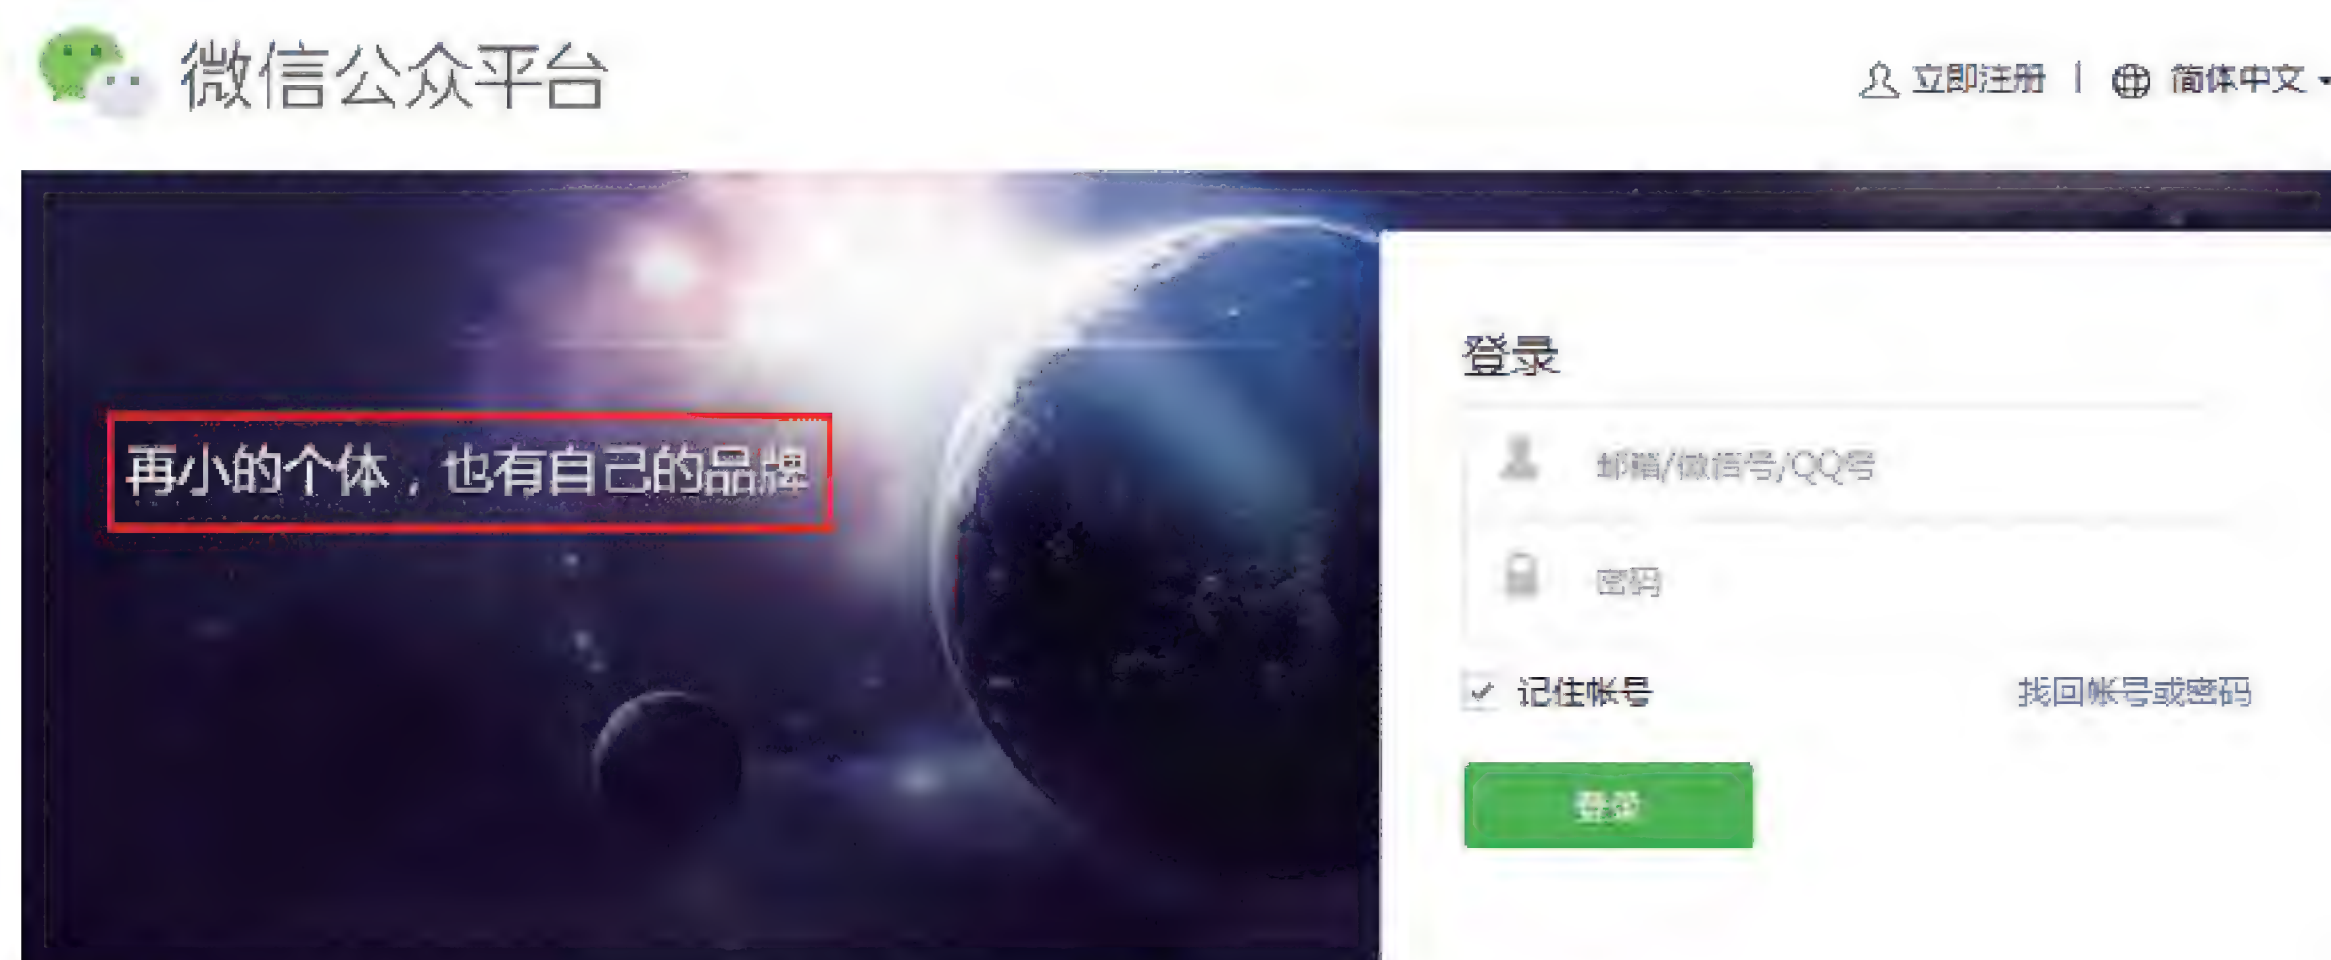 微信公众平台
立即注册 | 简体中文
登录
再小的个体，也有自己的品牌
邮箱/微信号/QQ号
密码
记住帐号 找回帐号或密码
登录